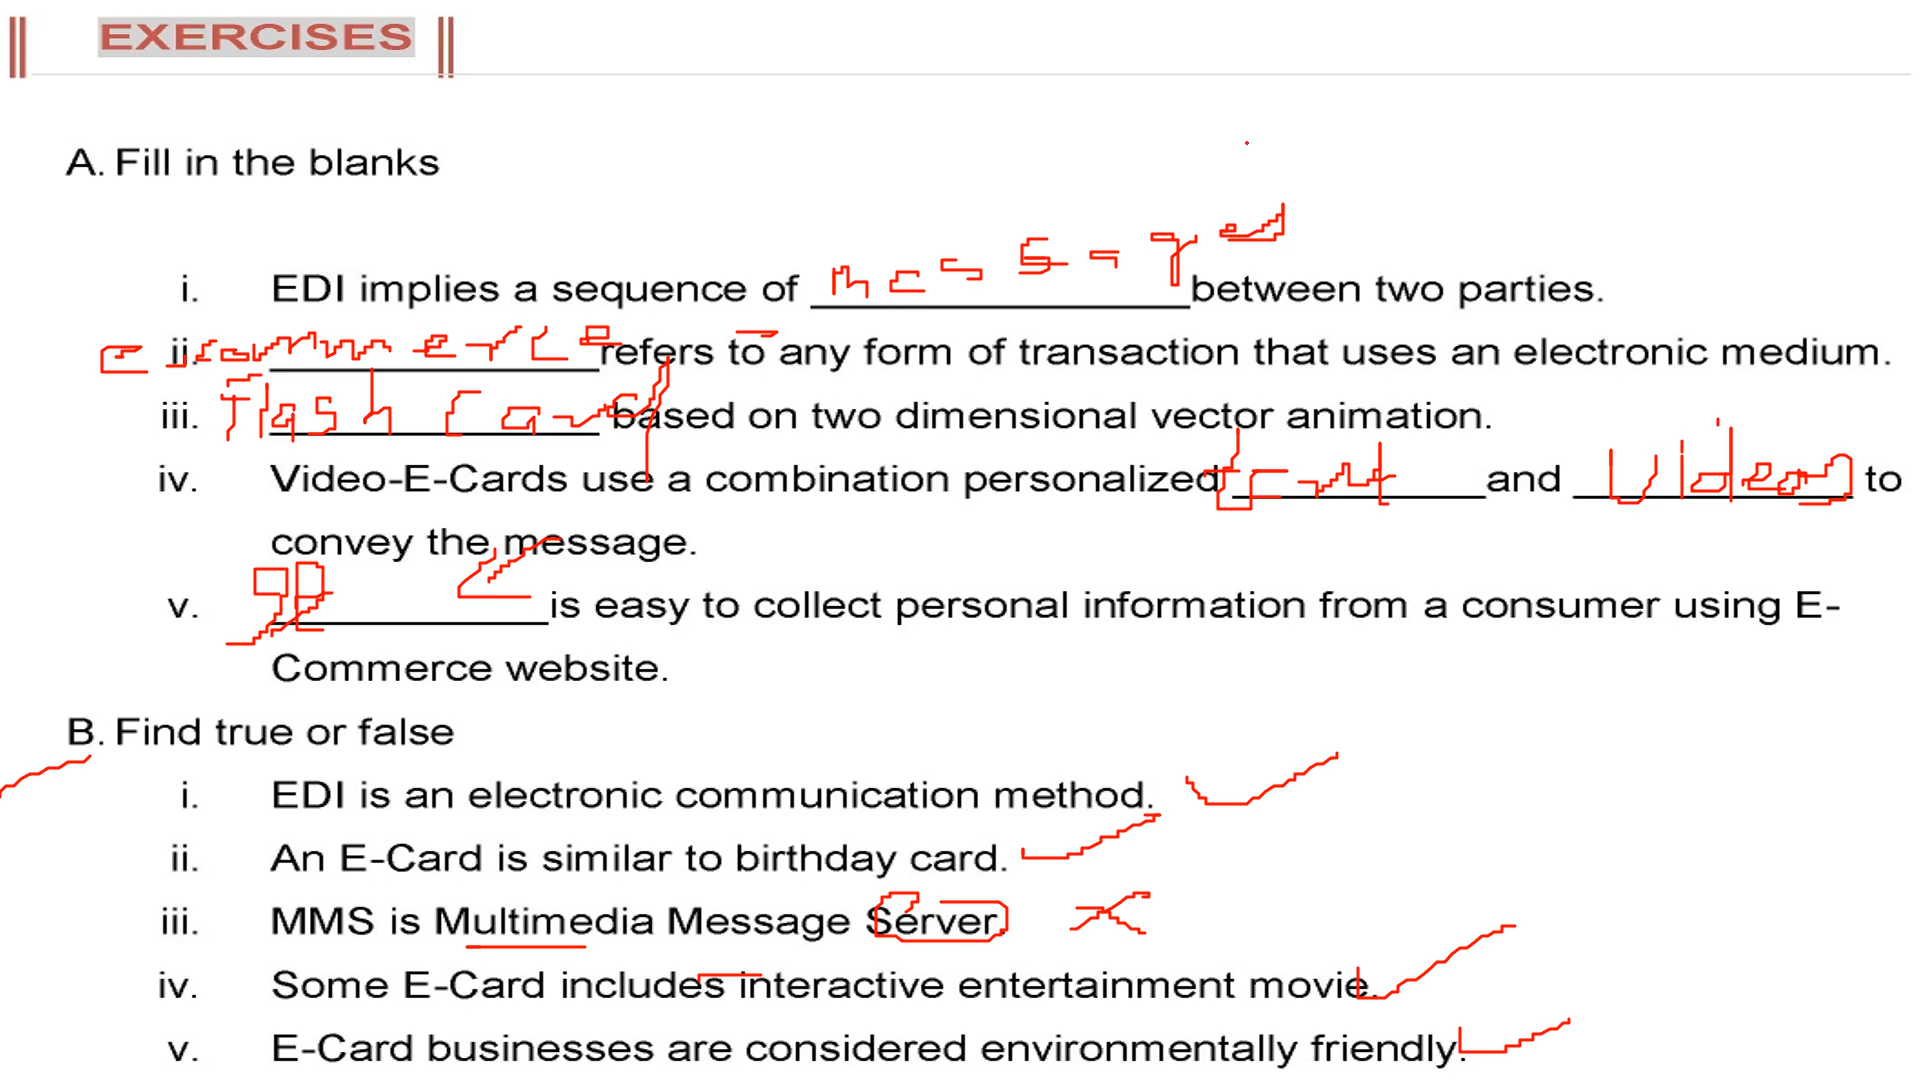 EXERCISES
A. Fill in the blanks
i. EDI implies a sequence of between two parties.
ii. commerce refers to any form of transaction that uses an electronic medium.
iii. Flash Card based on two dimensional vector animation.
iv. Video-E-Cards use a combination personalized text and video to
convey the message.
v. is easy to collect personal information from a consumer using E-
Commerce website.
B. Find true or false
i. EDI is an electronic communication method.
ii. An E-Card is similar to birthday card.
iii. MMS is Multimedia Message Server.
iv. Some E-Card includes interactive entertainment movie.
v. E-Card businesses are considered environmentally friendly.